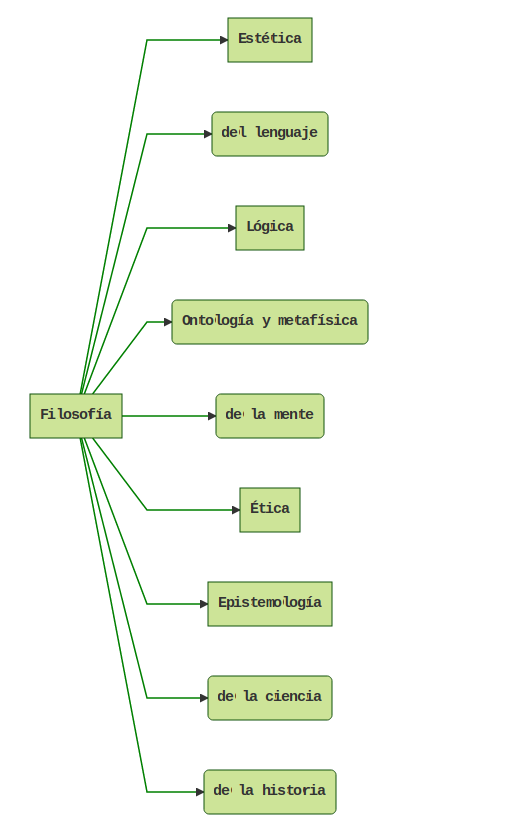 Estética
del lenguaje
Lógica
Ontología y metafísica
Filosofía
de la mente
Ética
Epistemología
de la ciencia
de la historia